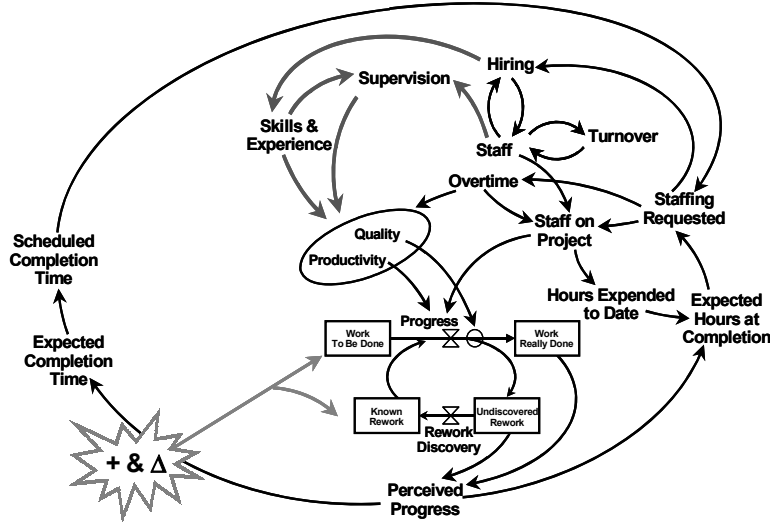 Hiring
Supervision
Skills &
Experience
Staff
Turnover
Overtime
Staffing
Requested
Staff on
Project
Quality
Productivity
Scheduled
Completion
Time
Hours Expended
to Date
Expected
Hours at
Completion
Progress
Work
To Be Done
Work
Really Done
Expected
Completion
Time
Known
Rework
Undiscovered
Rework
Rework
Discovery
+ & Δ
Perceived
Progress